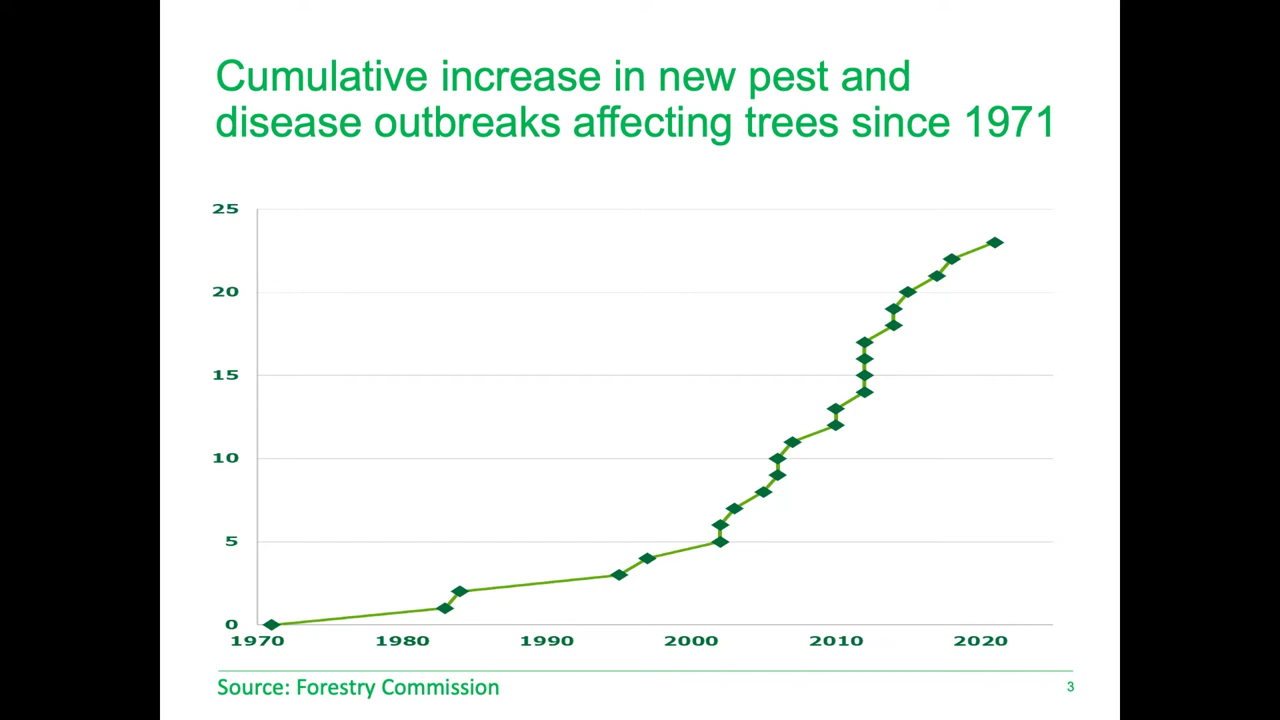 Cumulative increase in new pest and
disease outbreaks affecting trees since 1971
25
20
15
10
5
0
1970 1980 1990 2000 2010 2020
Source: Forestry Commission
3